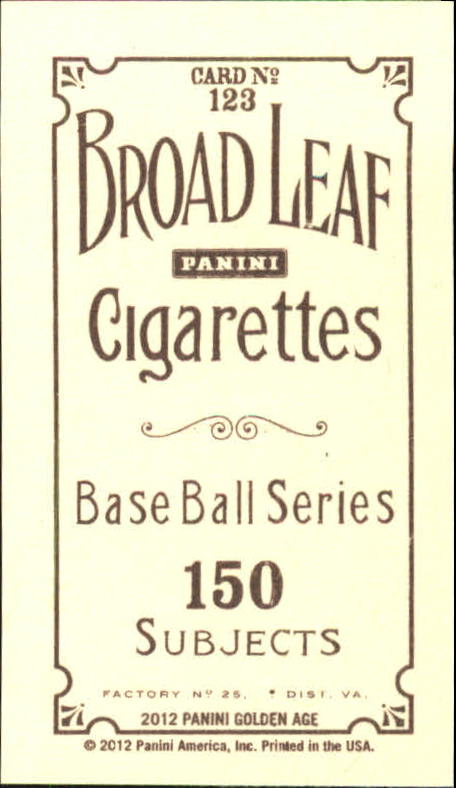 CARD Nº
123
BROAD LEAF
PANINI
Cigarettes
Base Ball Series
150
SUBJECTS
FACTORY Nº 25, DIST. VA.
2012 PANINI GOLDEN AGE
© 2012 Panini America, Inc. Printed in the USA.